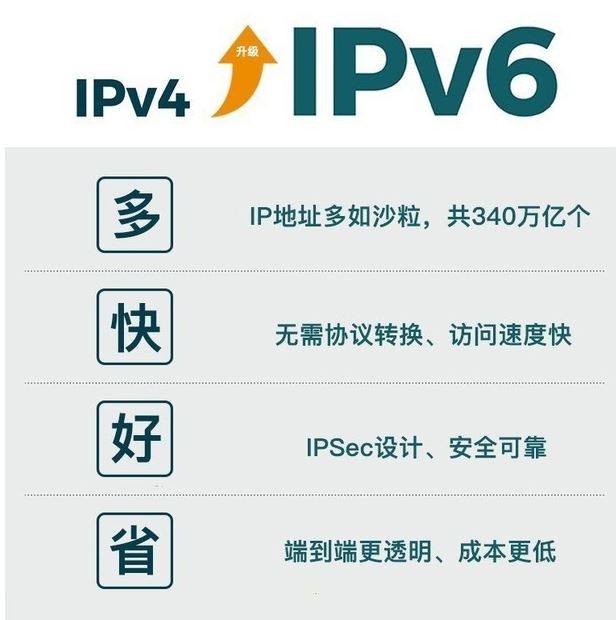 升级
IPv4
IPv6
多
IP地址多如沙粒，共340万亿个
快
无需协议转换、访问速度快
好
IPSec设计、安全可靠
省
端到端更透明、成本更低